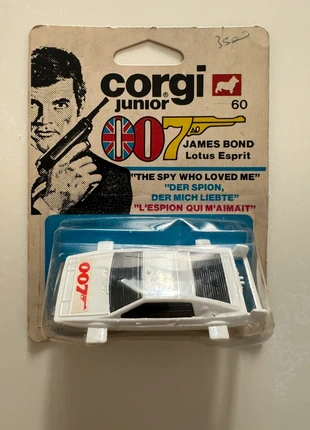 350
corgi®
junior
60
007
JAMES BOND
Lotus Esprit
"THE SPY WHO LOVED ME"
"DER SPION,
DER MICH LIEBTE"
"L'ESPION QUI M'AIMAIT"
007